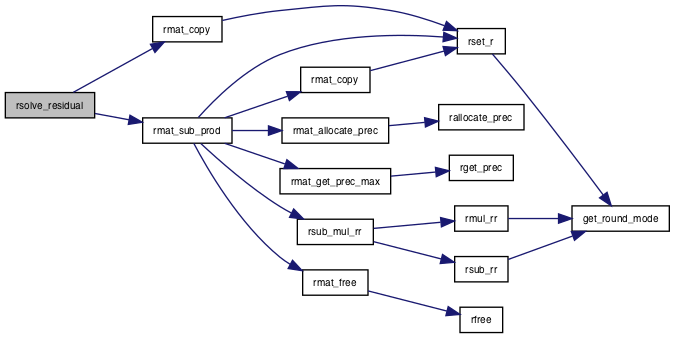 rmat_copy
rset_r
rmat_copy
rsolve_residual
rallocate_prec
rmat_sub_prod
rmat_allocate_prec
rget_prec
rmat_get_prec_max
rmul_rr
get_round_mode
rsub_mul_rr
rsub_rr
rmat_free
rfree